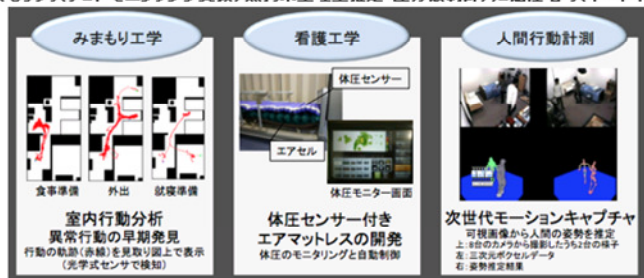 みまもり工学
食事準備
外出
就寝準備
室内行動分析
異常行動の早期発見
行動の軌跡(赤線)を見取り図上で表示
(光学式センサで検知)
看護工学
体圧センサー
エアセル
体圧モニター画面
体圧センサー付き
エアマットレスの開発
体圧のモニタリングと自動制御
人間行動計測
次世代モーションキャプチャ
可視画像から人間の姿勢を推定
上:8台のカメラから撮影したうち2台の様子
左:三次元ボクセルデータ
右:姿勢推定結果